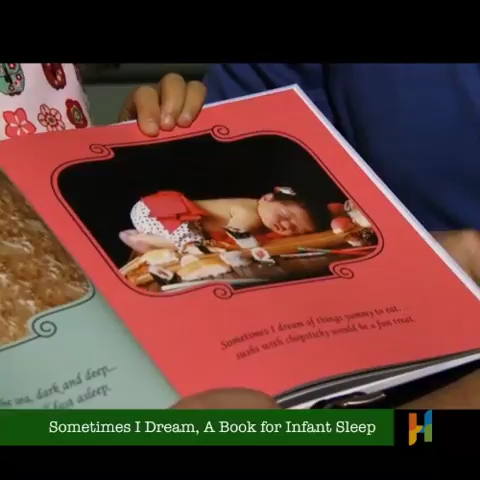 Sometimes I dream of things yummy to eat...
sushi with chopsticks would be a fun treat.
the sea, dark and deep...
fast asleep.
Sometimes I Dream, A Book for Infant Sleep